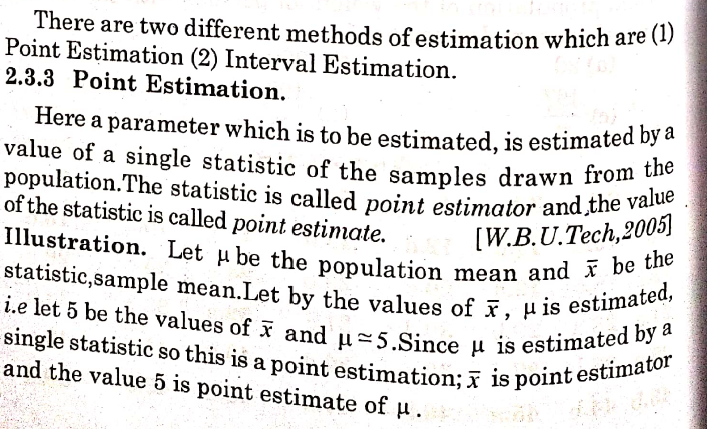 There are two different methods of estimation which are (1)
Point Estimation (2) Interval Estimation.
2.3.3 Point Estimation.
Here a parameter which is to be estimated, is estimated by a
value of a single statistic of the samples drawn from the
population.The statistic is called point estimator and the value
of the statistic is called point estimate. [W.B.U.Tech,2005]
Illustration. Let μ be the population mean and x̄ be the
statistic,sample mean.Let by the values of x̄, μ is estimated,
i.e let 5 be the values of x̄ and μ≃5.Since μ is estimated by a
single statistic so this is a point estimation; x̄ is point estimator
and the value 5 is point estimate of μ.